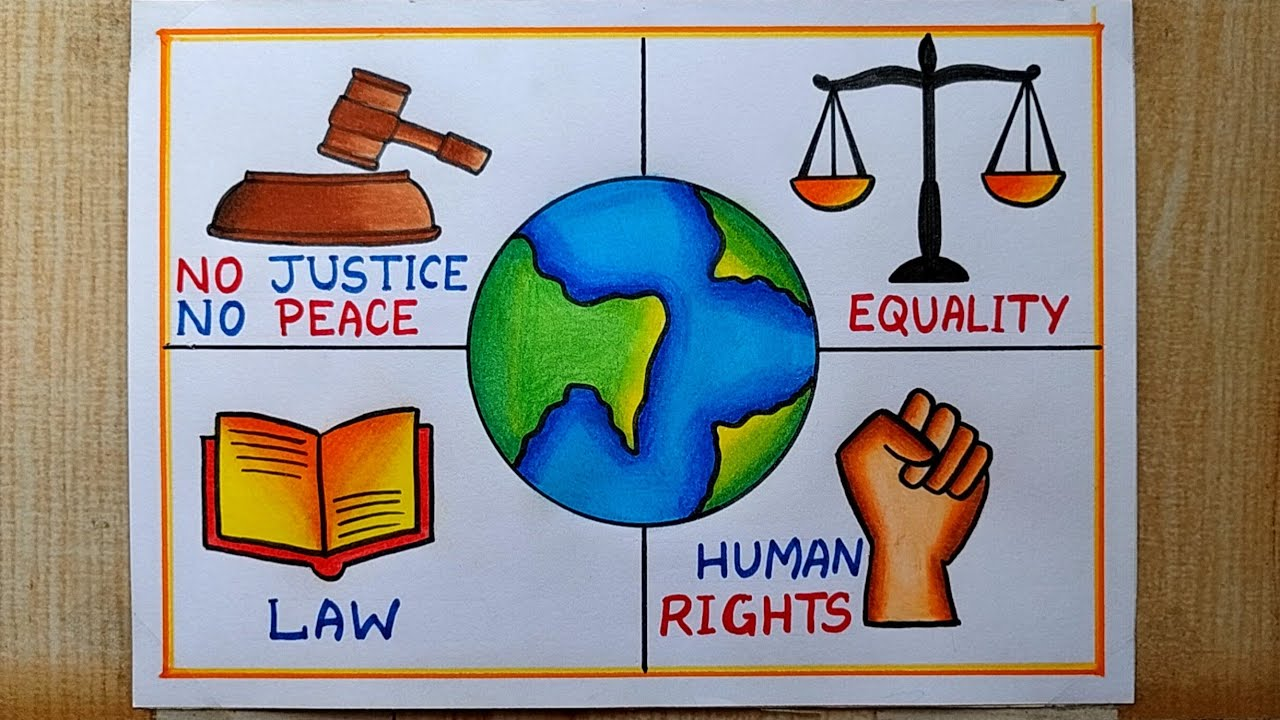 NO JUSTICE
NO PEACE
EQUALITY
LAW
HUMAN
RIGHTS